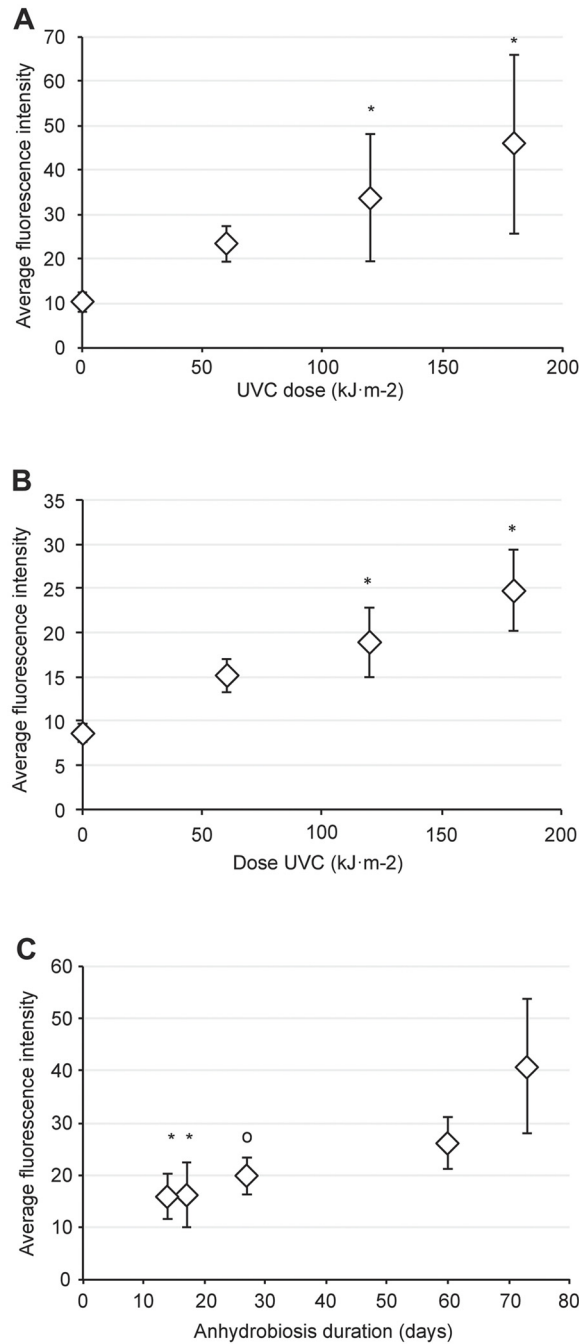 A
Average fluorescence intensity
70
60
50
40
30
20
10
0
* *
0 50 100 150 200
UVC dose (kJ·m-2)
B
Average fluorescence intensity
35
30
25
20
15
10
5
0
* *
0 50 100 150 200
Dose UVC (kJ·m-2)
C
Average fluorescence intensity
60
50
40
30
20
10
0
* * o
0 10 20 30 40 50 60 70 80
Anhydrobiosis duration (days)